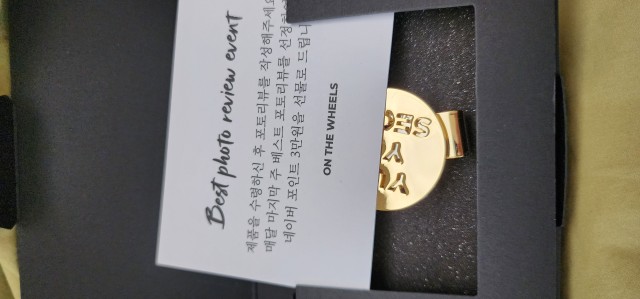 Best photo review event
제품을 수령하신 후 포토리뷰를 작성해주세요
매달 마지막 주 베스트 포토리뷰를 선정하여
네이버 포인트 3만원을 선물로 드립니
ON THE WHEELS